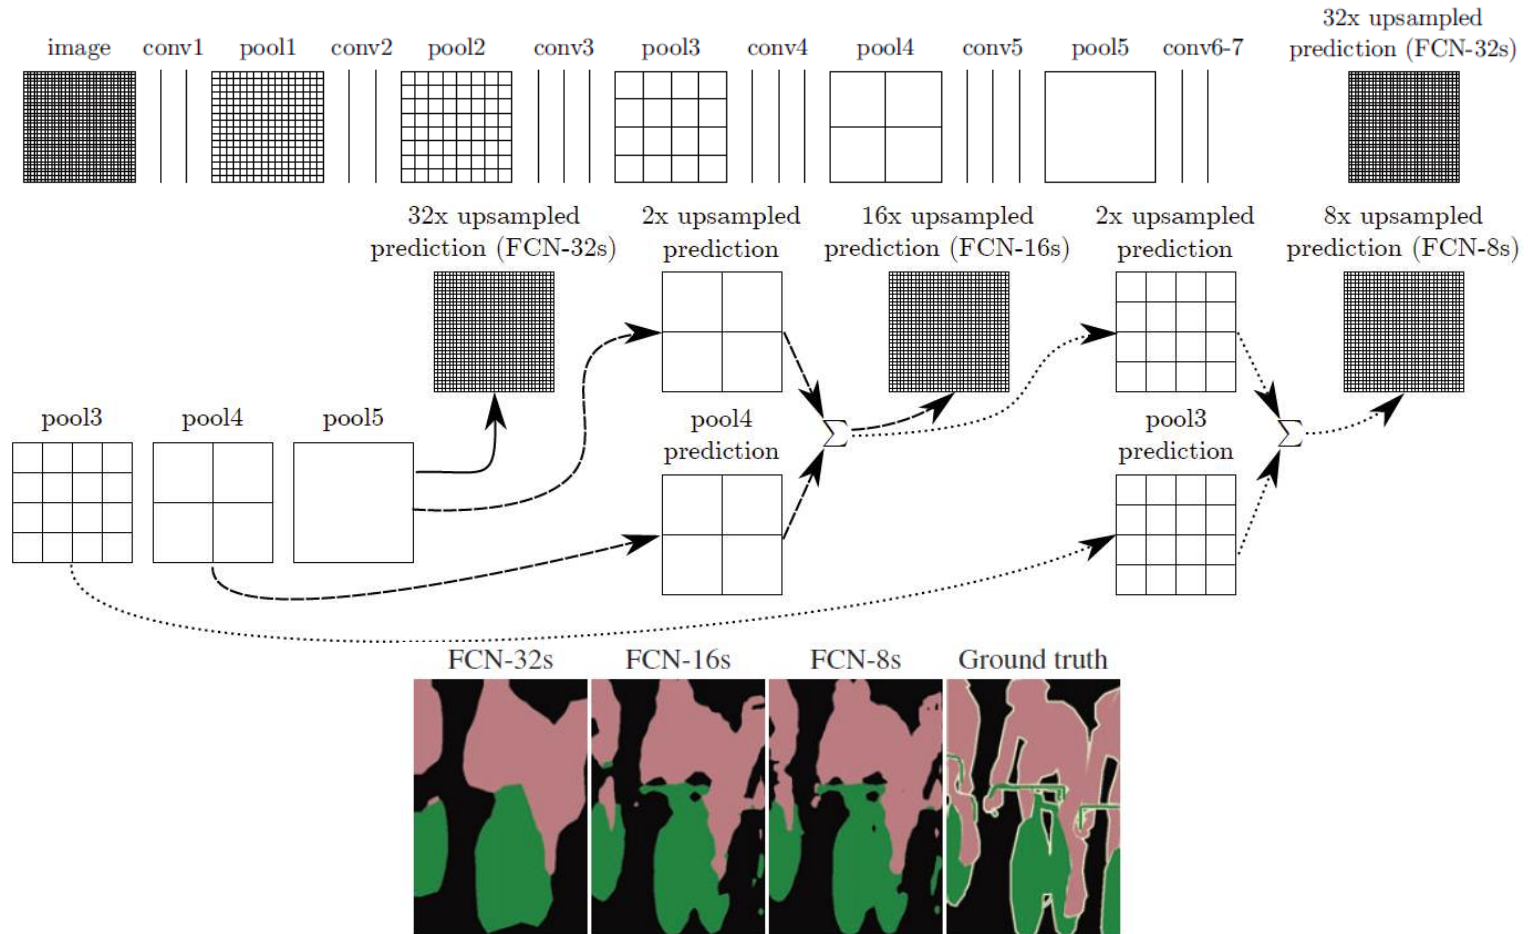 32x upsampled
image conv1 pool1 conv2 pool2 conv3 pool3 conv4 pool4 conv5 pool5 conv6-7 prediction (FCN-32s)
32x upsampled 2x upsampled 16x upsampled 2x upsampled 8x upsampled
prediction (FCN-32s) prediction prediction (FCN-16s) prediction prediction (FCN-8s)
pool3 pool4 pool5 pool4 pool3
prediction prediction
∑ ∑
FCN-32s FCN-16s FCN-8s Ground truth